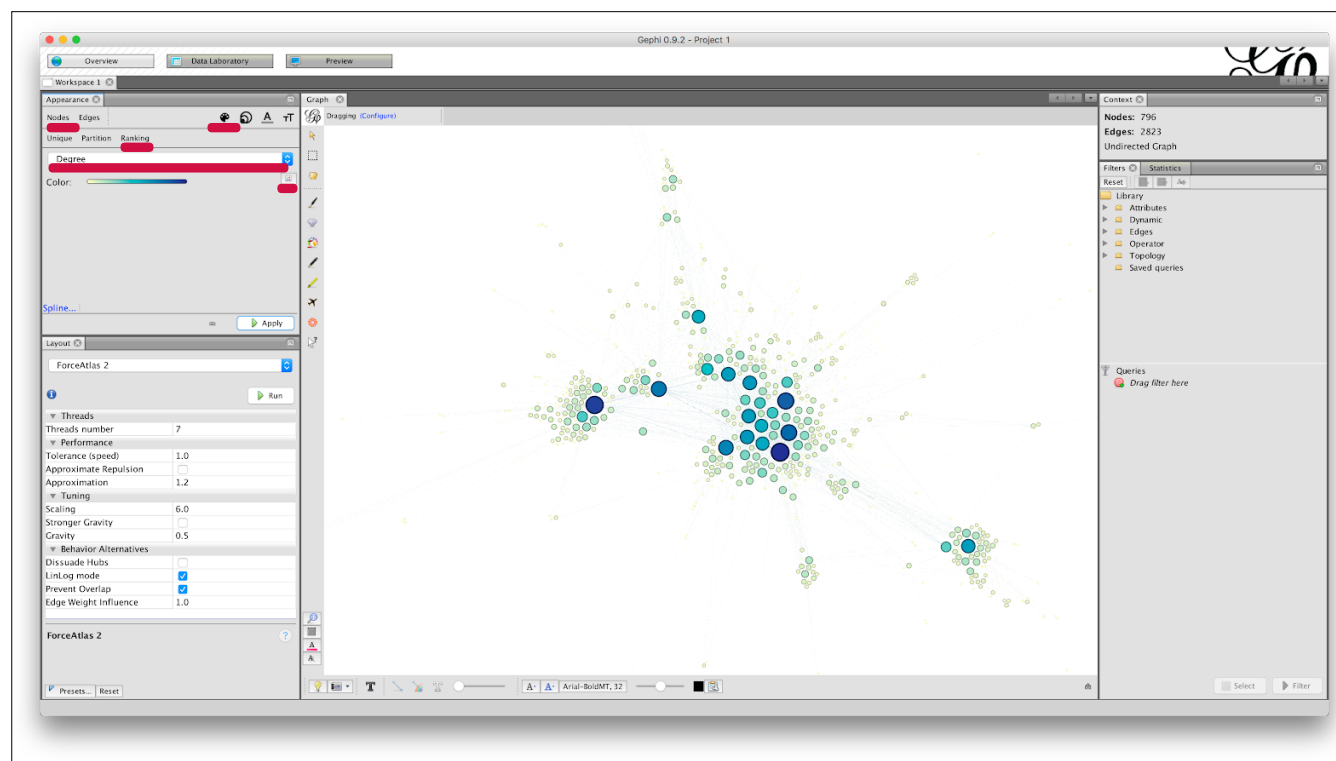 Gephi 0.9.2 - Project 1
Overview Data Laboratory Preview
Workspace 1
Appearance
Nodes Edges A TT
Unique Partition Ranking
Degree
Color:
Spline...
Apply
Layout
ForceAtlas 2
Run
Threads
Threads number 7
Performance
Tolerance (speed) 1.0
Approximate Repulsion
Approximation 1.2
Tuning
Scaling 6.0
Stronger Gravity
Gravity 0.5
Behavior Alternatives
Dissuade Hubs
LinLog mode
Prevent Overlap
Edge Weight Influence 1.0
ForceAtlas 2
?
Presets... Reset
Graph
Dragging (Configure)
A
A
T A- A- Arial-BoldMT, 32
Context
Nodes: 796
Edges: 2823
Undirected Graph
Filters Statistics
Reset
Library
Attributes
Dynamic
Edges
Operator
Topology
Saved queries
Queries
Drag filter here
Select Filter